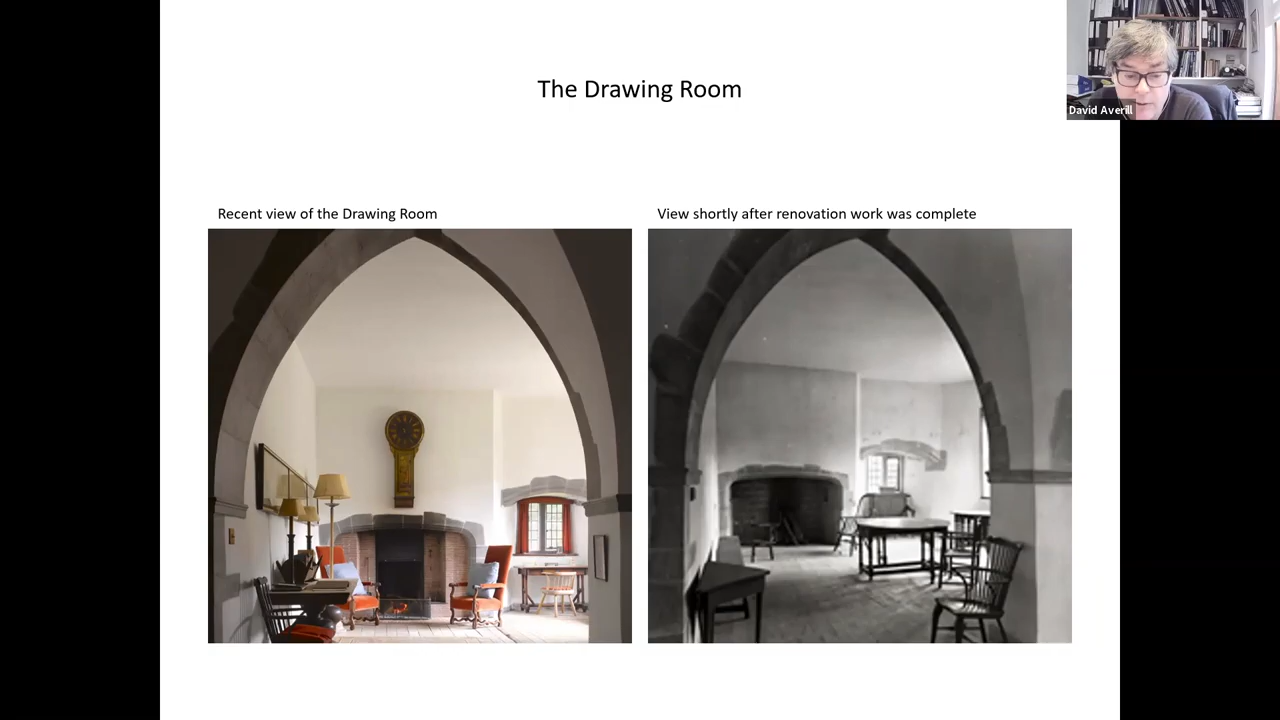 The Drawing Room
David Averill
Recent view of the Drawing Room
View shortly after renovation work was complete